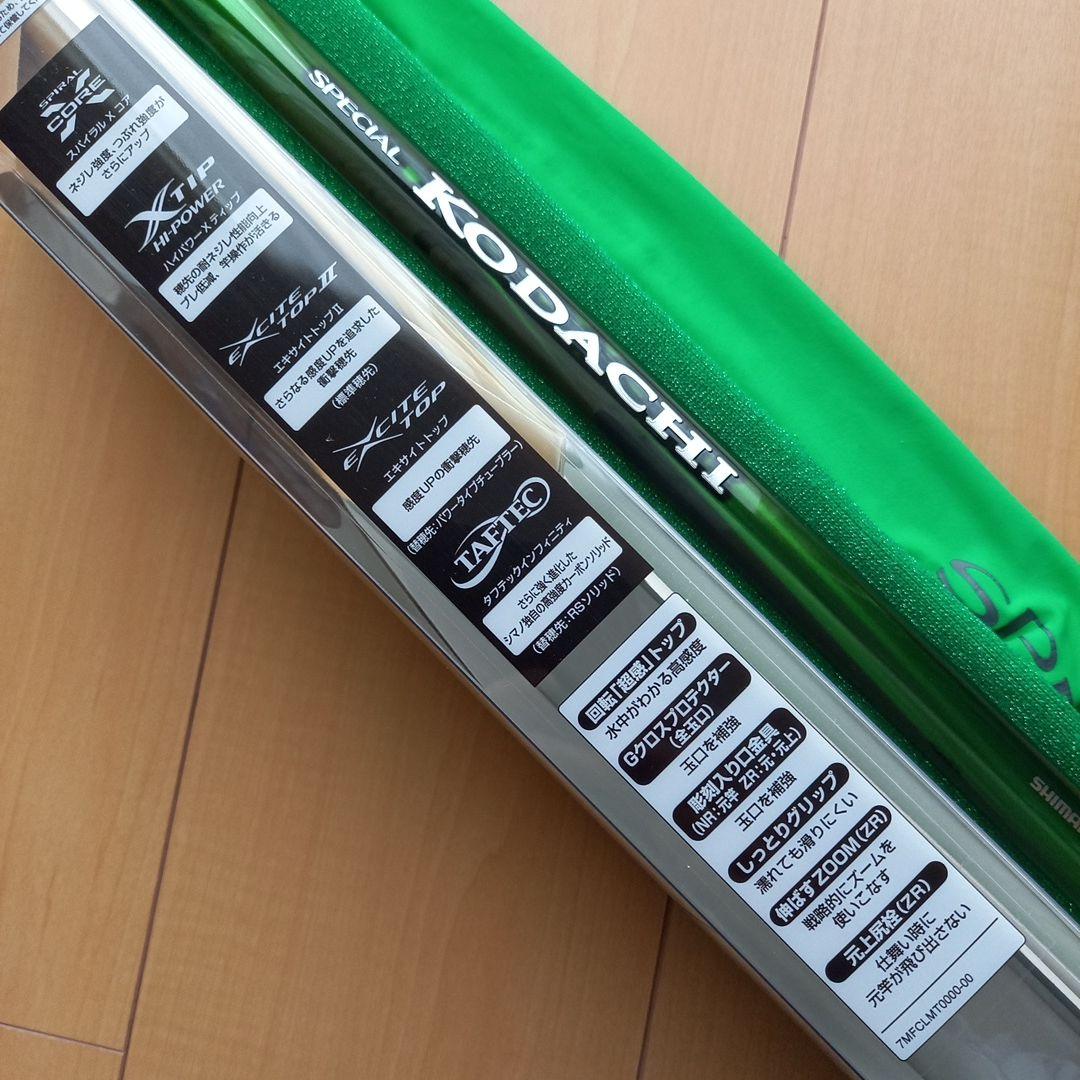 て保管してく
SPIRAL
X
CORE
スパイラル X コア
ネジレ強度、つぶれ強度が
さらにアップ
XTIP
HI-POWER
ハイパワーXティップ
穂先の耐ネジレ性能向上
ブレ低減、竿操作が活きる
EXCITE
TOP II
エキサイトトップII
さらなる感度UPを追求した
衝撃穂先
(標準穂先)
EXCITE
TOP
エキサイトトップ
感度UPの衝撃穂先
(替穂先:パワータイプチューブラー)
TAFTEC
タフテックインフィニティ
さらに強く進化した
シマノ独自の高強度カーボンソリッド
(替穂先:RSソリッド)
回転「超感」トップ
水中がわかる高感度
Gクロスプロテクター
(全玉口)
玉口を補強
彫刻入り口金具
(NR:元竿 ZR:元・元上)
玉口を補強
しっとりグリップ
濡れても滑りにくい
伸ばすZOOM(ZR)
戦略的にズームを
使いこなす
元上尻栓(ZR)
仕舞い時に
元竿が飛び出さない
7MFCLMT0000-00
SPECIAL
KODACHI
SHIMA
Sp